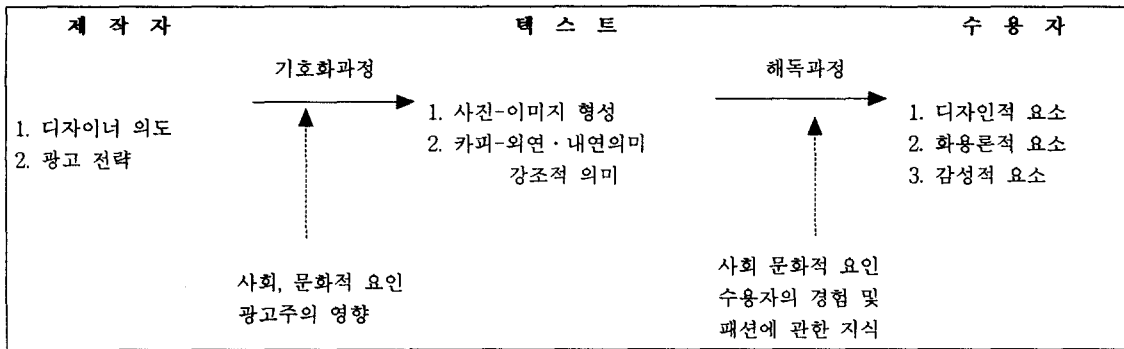 제 작 자
텍 스 트
수 용 자
기호화과정
해독과정
1. 디자이너 의도
2. 광고 전략
1. 사진-이미지 형성
2. 카피-외연·내연의미
강조적 의미
1. 디자인적 요소
2. 화용론적 요소
3. 감성적 요소
사회, 문화적 요인
광고주의 영향
사회 문화적 요인
수용자의 경험 및
패션에 관한 지식